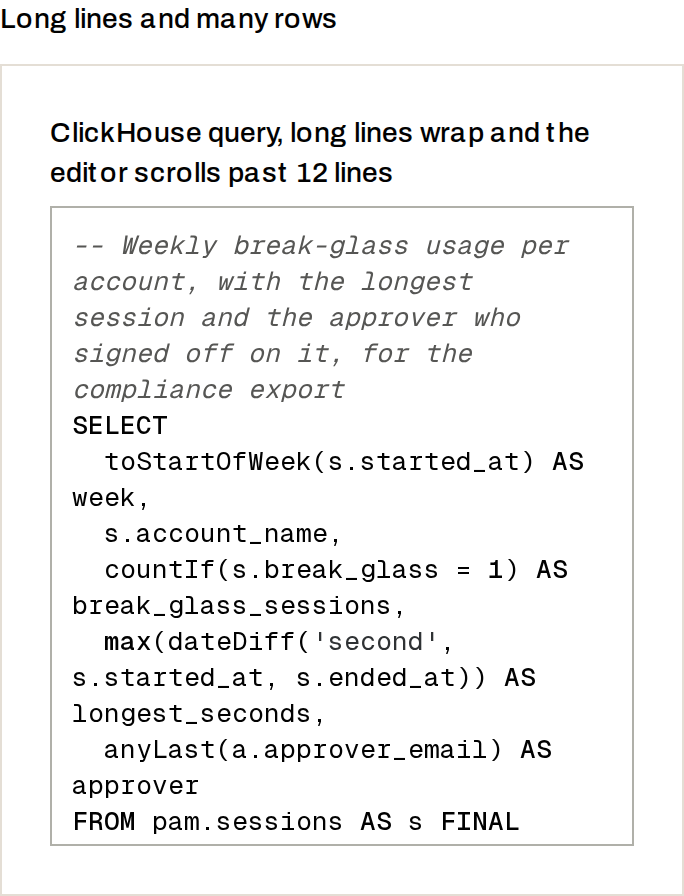 Long lines and many rows
ClickHouse query, long lines wrap and the
editor scrolls past 12 lines
-- Weekly break-glass usage per
account, with the longest
session and the approver who
signed off on it, for the
compliance export
SELECT
  toStartOfWeek(s.started_at) AS
week,
  s.account_name,
  countIf(s.break_glass = 1) AS
break_glass_sessions,
  max(dateDiff('second',
s.started_at, s.ended_at)) AS
longest_seconds,
  anyLast(a.approver_email) AS
approver
FROM pam.sessions AS s FINAL